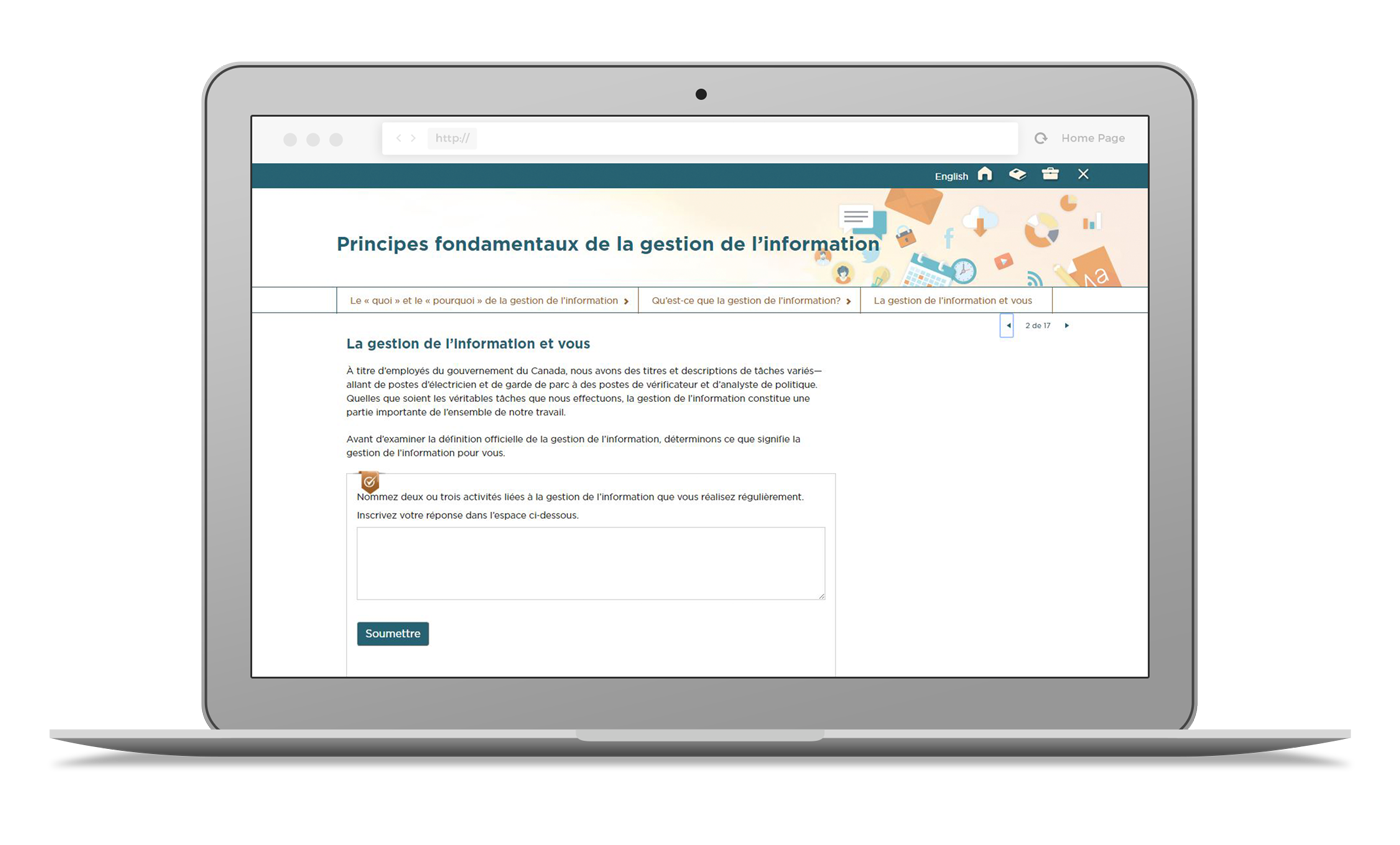 http://
Home Page
English
Principes fondamentaux de la gestion de l’information
Le « quoi » et le « pourquoi » de la gestion de l’information
Qu’est-ce que la gestion de l’information?
La gestion de l’information et vous
2 de 17
La gestion de l’information et vous
À titre d’employés du gouvernement du Canada, nous avons des titres et descriptions de tâches variés—
allant de postes d’électricien et de garde de parc à des postes de vérificateur et d’analyste de politique.
Quelles que soient les véritables tâches que nous effectuons, la gestion de l’information constitue une
partie importante de l’ensemble de notre travail.
Avant d’examiner la définition officielle de la gestion de l’information, déterminons ce que signifie la
gestion de l’information pour vous.
Nommez deux ou trois activités liées à la gestion de l’information que vous réalisez régulièrement.
Inscrivez votre réponse dans l’espace ci-dessous.
Soumettre